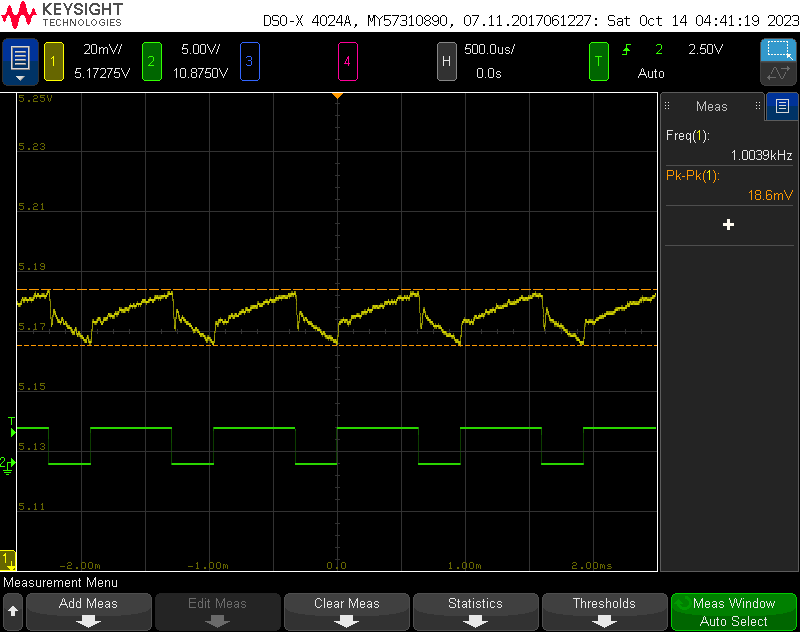 KEYSIGHT
TECHNOLOGIES
DSO-X 4024A, MY57310890, 07.11.2017061227: Sat Oct 14 04:41:19 2023
1 20mV/ 2 5.00V/ 3 4 H 500.0us/ T 2 2.50V
5.17275V 10.8750V 0.0s Auto
5.25V
5.23
5.21
5.19
5.17
5.15
5.13
5.11
T
2
1
-2.00m -1.00m 0.0 1.00m 2.00ms
Meas
Freq(1):
1.0039kHz
Pk-Pk(1):
18.6mV
+
Measurement Menu
Add Meas
Edit Meas
Clear Meas
Statistics
Thresholds
Meas Window
Auto Select